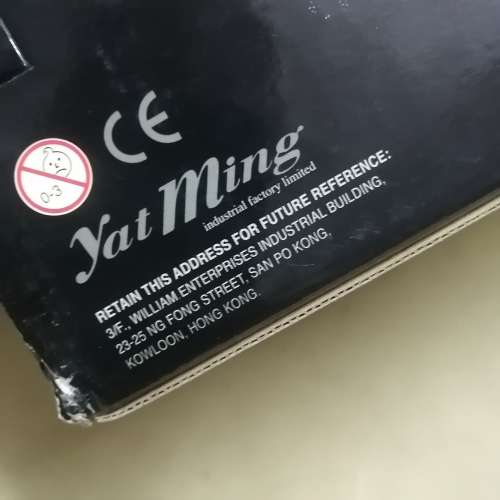 CE
0-3
Yat Ming
industrial factory limited
RETAIN THIS ADDRESS FOR FUTURE REFERENCE:
3/F., WILLIAM ENTERPRISES INDUSTRIAL BUILDING,
23-25 NG FONG STREET, SAN PO KONG,
KOWLOON, HONG KONG.